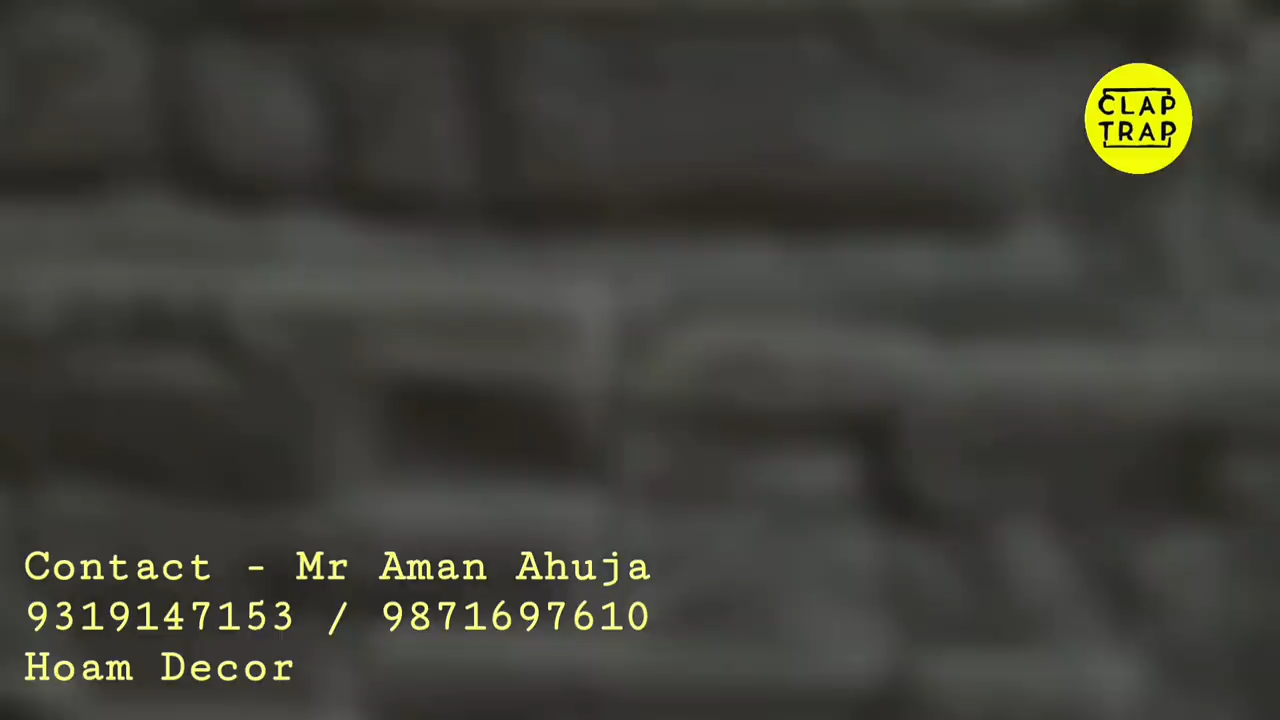 CLAP
TRAP
Contact - Mr Aman Ahuja
9319147153 / 9871697610
Hoam Decor